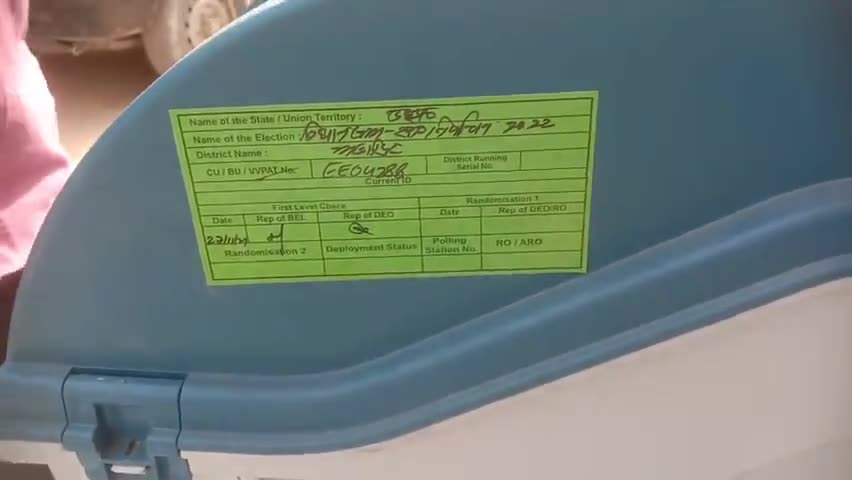 Name of the State / Union Territory :
Name of the Election : 2022
District Name :
CU / BU / VVPAT No. EE04788 District Running Serial No.
Current ID
First Level Check Randomisation 1
Date Rep of BEL Rep of DEO Date Rep of DEO/RO
Randomisation 2 Deployment Status Polling Station No. RO / ARO